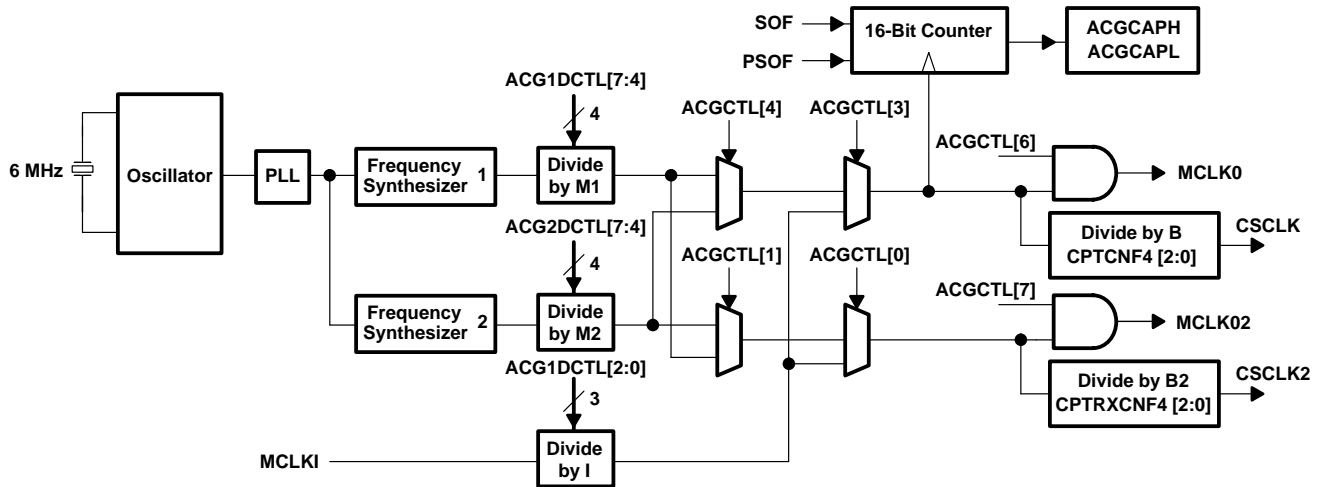 SOF
PSOF
16-Bit Counter
ACGCAPH
ACGCAPL
ACG1DCTL[7:4]
4
ACGCTL[4]
ACGCTL[3]
6 MHz
Oscillator
PLL
Frequency
Synthesizer
1
Divide
by M1
ACGCTL[6]
MCLK0
Divide by B
CPTCNF4 [2:0]
CSCLK
ACG2DCTL[7:4]
4
ACGCTL[1]
ACGCTL[0]
Frequency
Synthesizer
2
Divide
by M2
ACGCTL[7]
MCLK02
Divide by B2
CPTRXCNF4 [2:0]
CSCLK2
ACG1DCTL[2:0]
3
MCLKI
Divide
by I